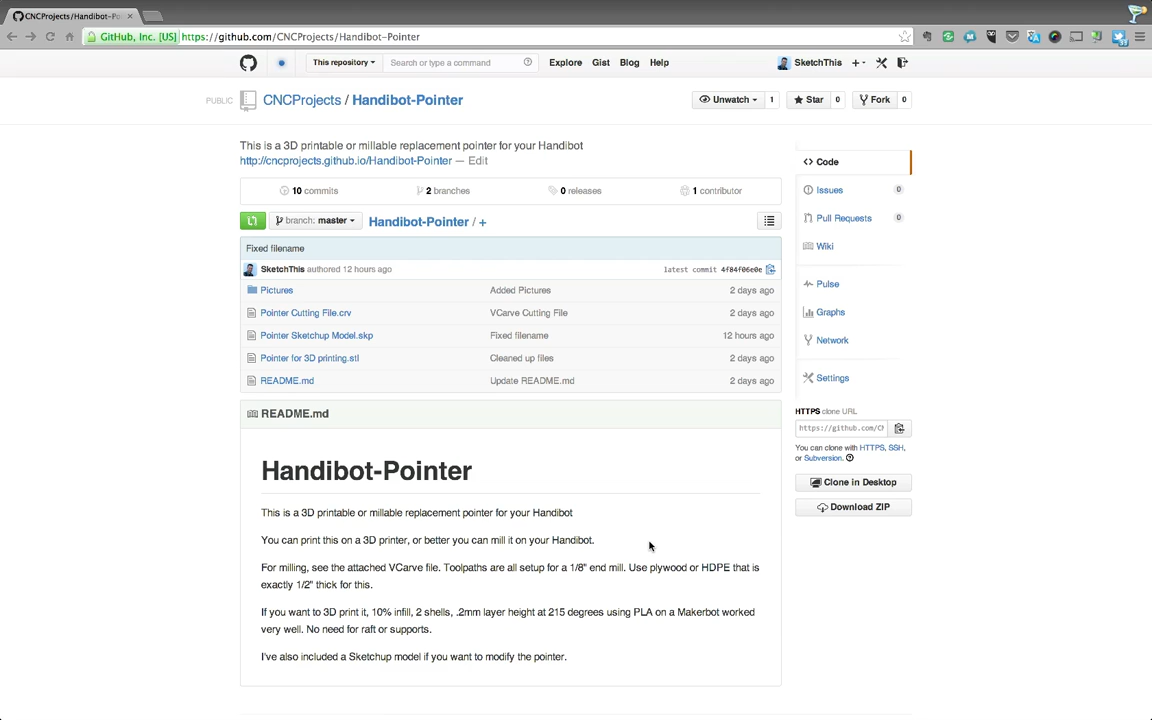 CNCProjects/Handibot-Po
GitHub, Inc. [US] https://github.com/CNCProjects/Handibot-Pointer
This repository Search or type a command Explore Gist Blog Help SketchThis
PUBLIC CNCProjects / Handibot-Pointer Unwatch 1 Star 0 Fork 0
This is a 3D printable or millable replacement pointer for your Handibot
http://cncprojects.github.io/Handibot-Pointer — Edit
10 commits 2 branches 0 releases 1 contributor
branch: master Handibot-Pointer / +
Fixed filename
SketchThis authored 12 hours ago latest commit 4f84f06e0e
Pictures Added Pictures 2 days ago
Pointer Cutting File.crv VCarve Cutting File 2 days ago
Pointer Sketchup Model.skp Fixed filename 12 hours ago
Pointer for 3D printing.stl Cleaned up files 2 days ago
README.md Update README.md 2 days ago
README.md
Handibot-Pointer
This is a 3D printable or millable replacement pointer for your Handibot
You can print this on a 3D printer, or better you can mill it on your Handibot.
For milling, see the attached VCarve file. Toolpaths are all setup for a 1/8" end mill. Use plywood or HDPE that is
exactly 1/2" thick for this.
If you want to 3D print it, 10% infill, 2 shells, .2mm layer height at 215 degrees using PLA on a Makerbot worked
very well. No need for raft or supports.
I've also included a Sketchup model if you want to modify the pointer.
Code
Issues 0
Pull Requests 0
Wiki
Pulse
Graphs
Network
Settings
HTTPS clone URL
https://github.com/CN
You can clone with HTTPS, SSH,
or Subversion.
Clone in Desktop
Download ZIP